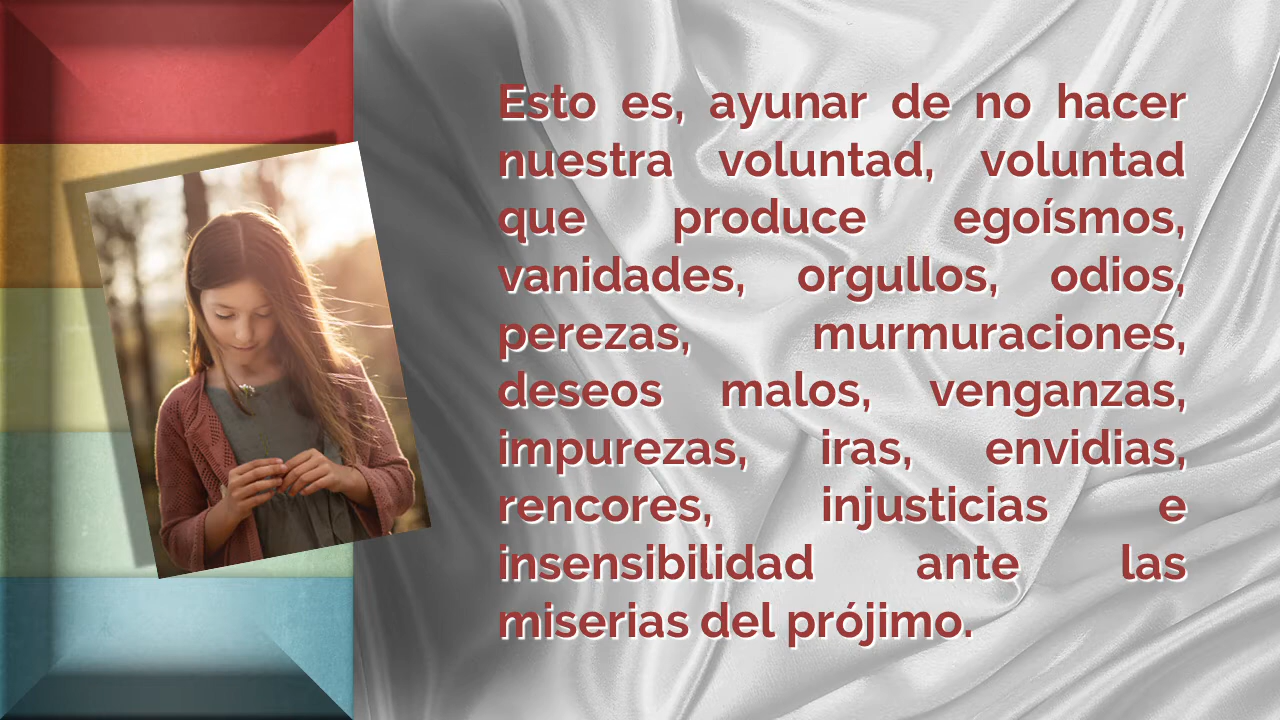 Esto es, ayunar de no hacer
nuestra voluntad, voluntad
que produce egoísmos,
vanidades, orgullos, odios,
perezas, murmuraciones,
deseos malos, venganzas,
impurezas, iras, envidias,
rencores, injusticias e
insensibilidad ante las
miserias del prójimo.